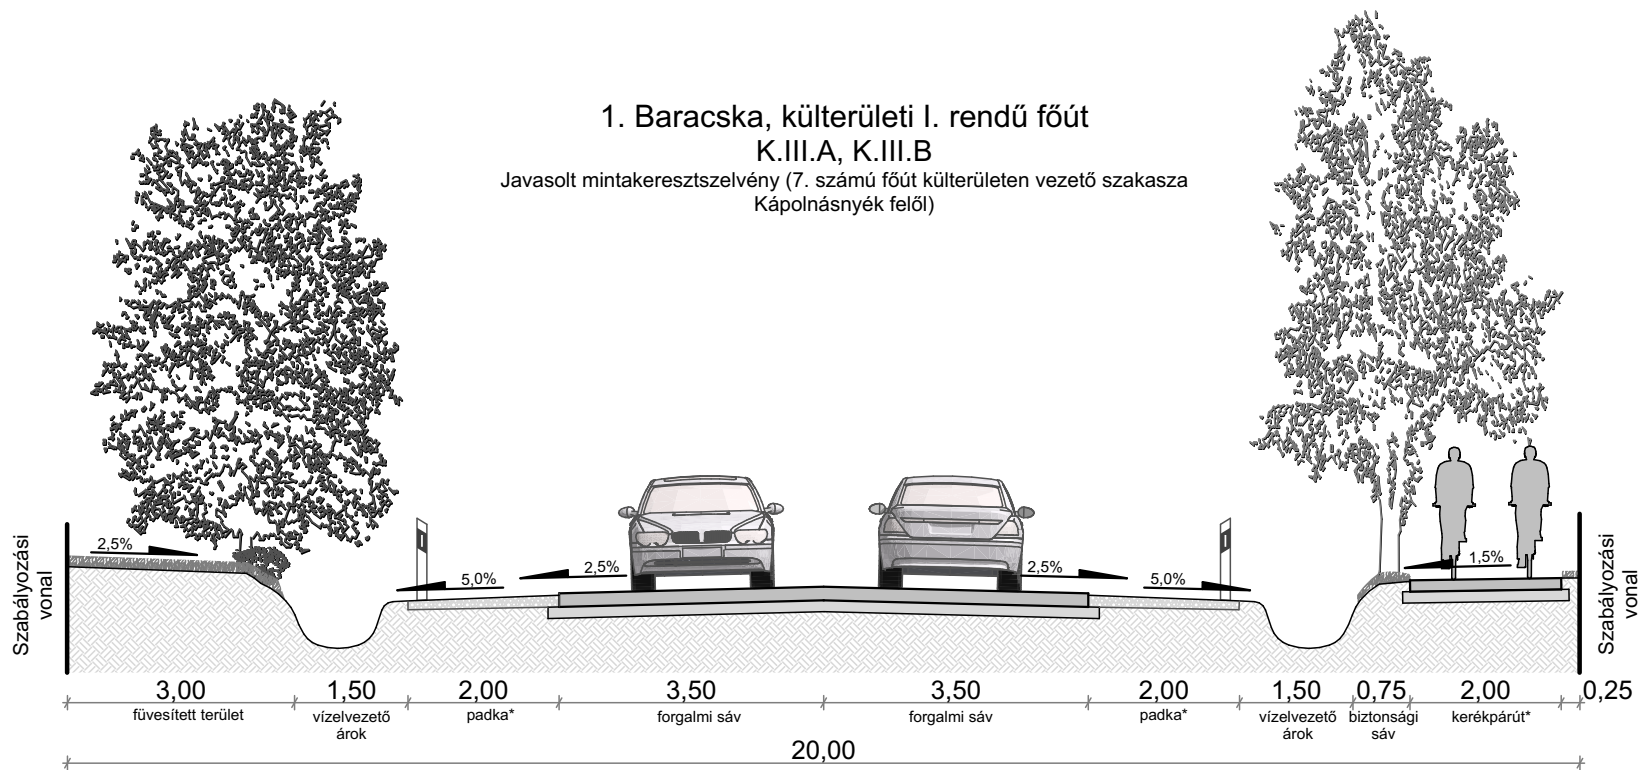 1. Baracska, külterületi I. rendű főút
K.III.A, K.III.B
Javasolt mintakeresztszelvény (7. számú főút külterületen vezető szakasza
Kápolnásnyék felől)
Szabályozási
vonal
2,5%
5,0%
2,5%
2,5%
5,0%
1,5%
Szabályozási
vonal
3,00
füvesített terület
1,50
vízelvezető
árok
2,00
padka*
3,50
forgalmi sáv
3,50
forgalmi sáv
2,00
padka*
1,50
vízelvezető
árok
0,75
biztonsági
sáv
2,00
kerékpárút*
0,25
20,00